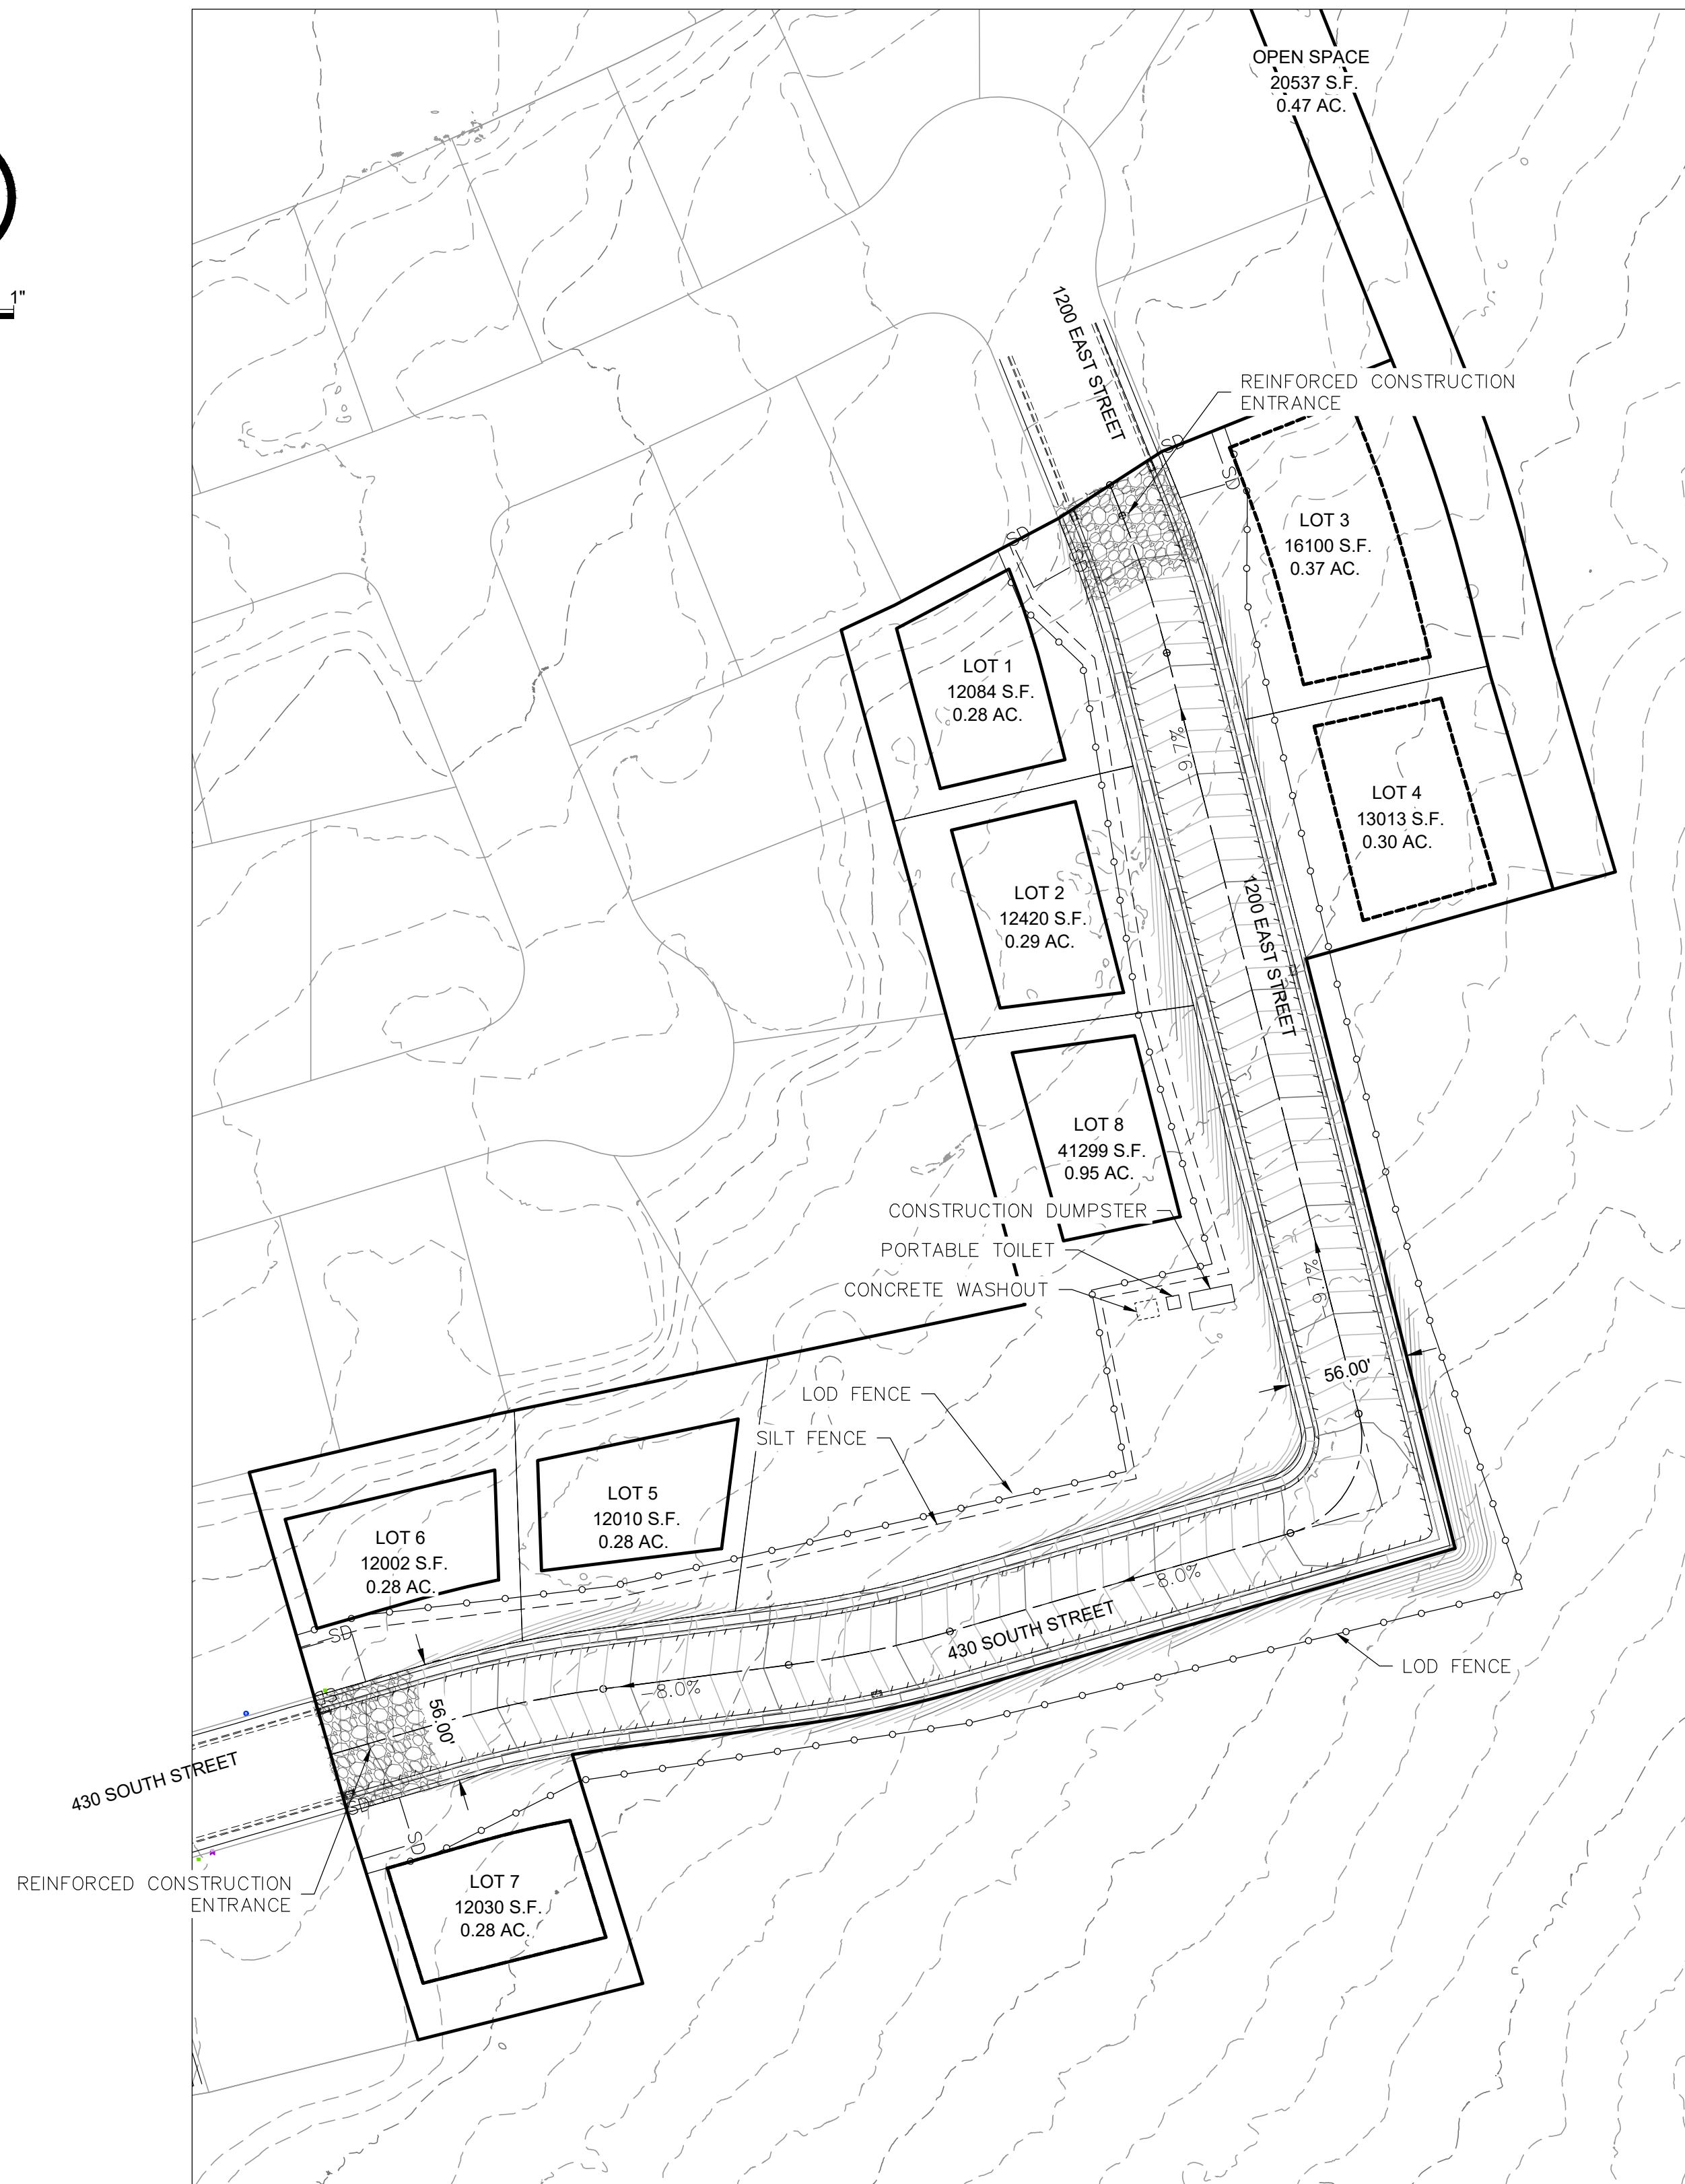 1"
OPEN SPACE
20537 S.F.
0.47 AC.
1200 EAST STREET
REINFORCED CONSTRUCTION
ENTRANCE
SD
SD
SD
SD
LOT 3
16100 S.F.
0.37 AC.
LOT 1
12084 S.F.
0.28 AC.
9.7%
LOT 4
13013 S.F.
0.30 AC.
LOT 2
12420 S.F.
0.29 AC.
1200 EAST STREET
LOT 8
41299 S.F.
0.95 AC.
CONSTRUCTION DUMPSTER
PORTABLE TOILET
CONCRETE WASHOUT
9.7%
56.00'
LOD FENCE
SILT FENCE
LOT 5
12010 S.F.
0.28 AC.
LOT 6
12002 S.F.
0.28 AC.
-8.0%
SD
430 SOUTH STREET
LOD FENCE
-8.0%
SD
56.00'
430 SOUTH STREET
SD
SD
REINFORCED CONSTRUCTION
ENTRANCE
LOT 7
12030 S.F.
0.28 AC.